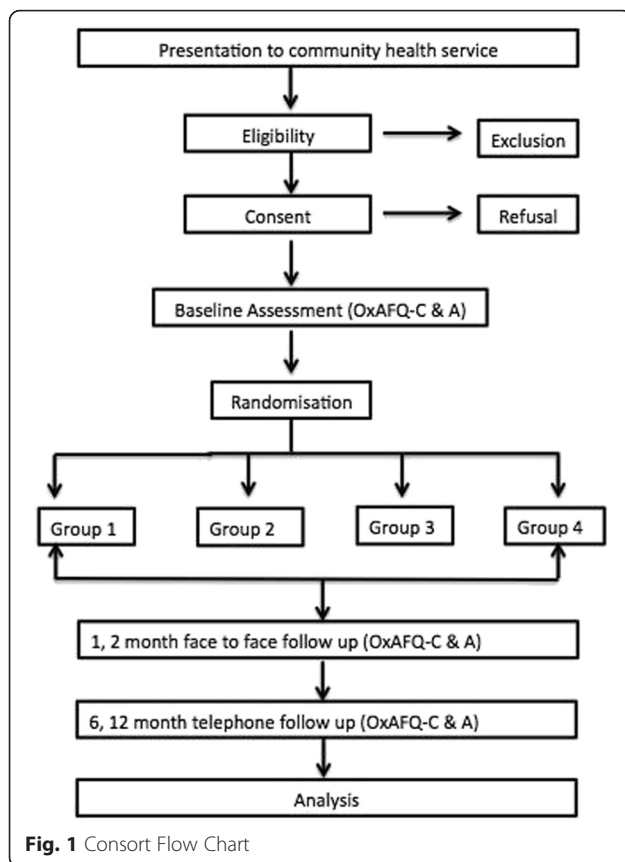 Presentation to community health service
Eligibility
Exclusion
Consent
Refusal
Baseline Assessment (OxAFQ-C & A)
Randomisation
Group 1
Group 2
Group 3
Group 4
1, 2 month face to face follow up (OxAFQ-C & A)
6, 12 month telephone follow up (OxAFQ-C & A)
Analysis
Fig. 1 Consort Flow Chart